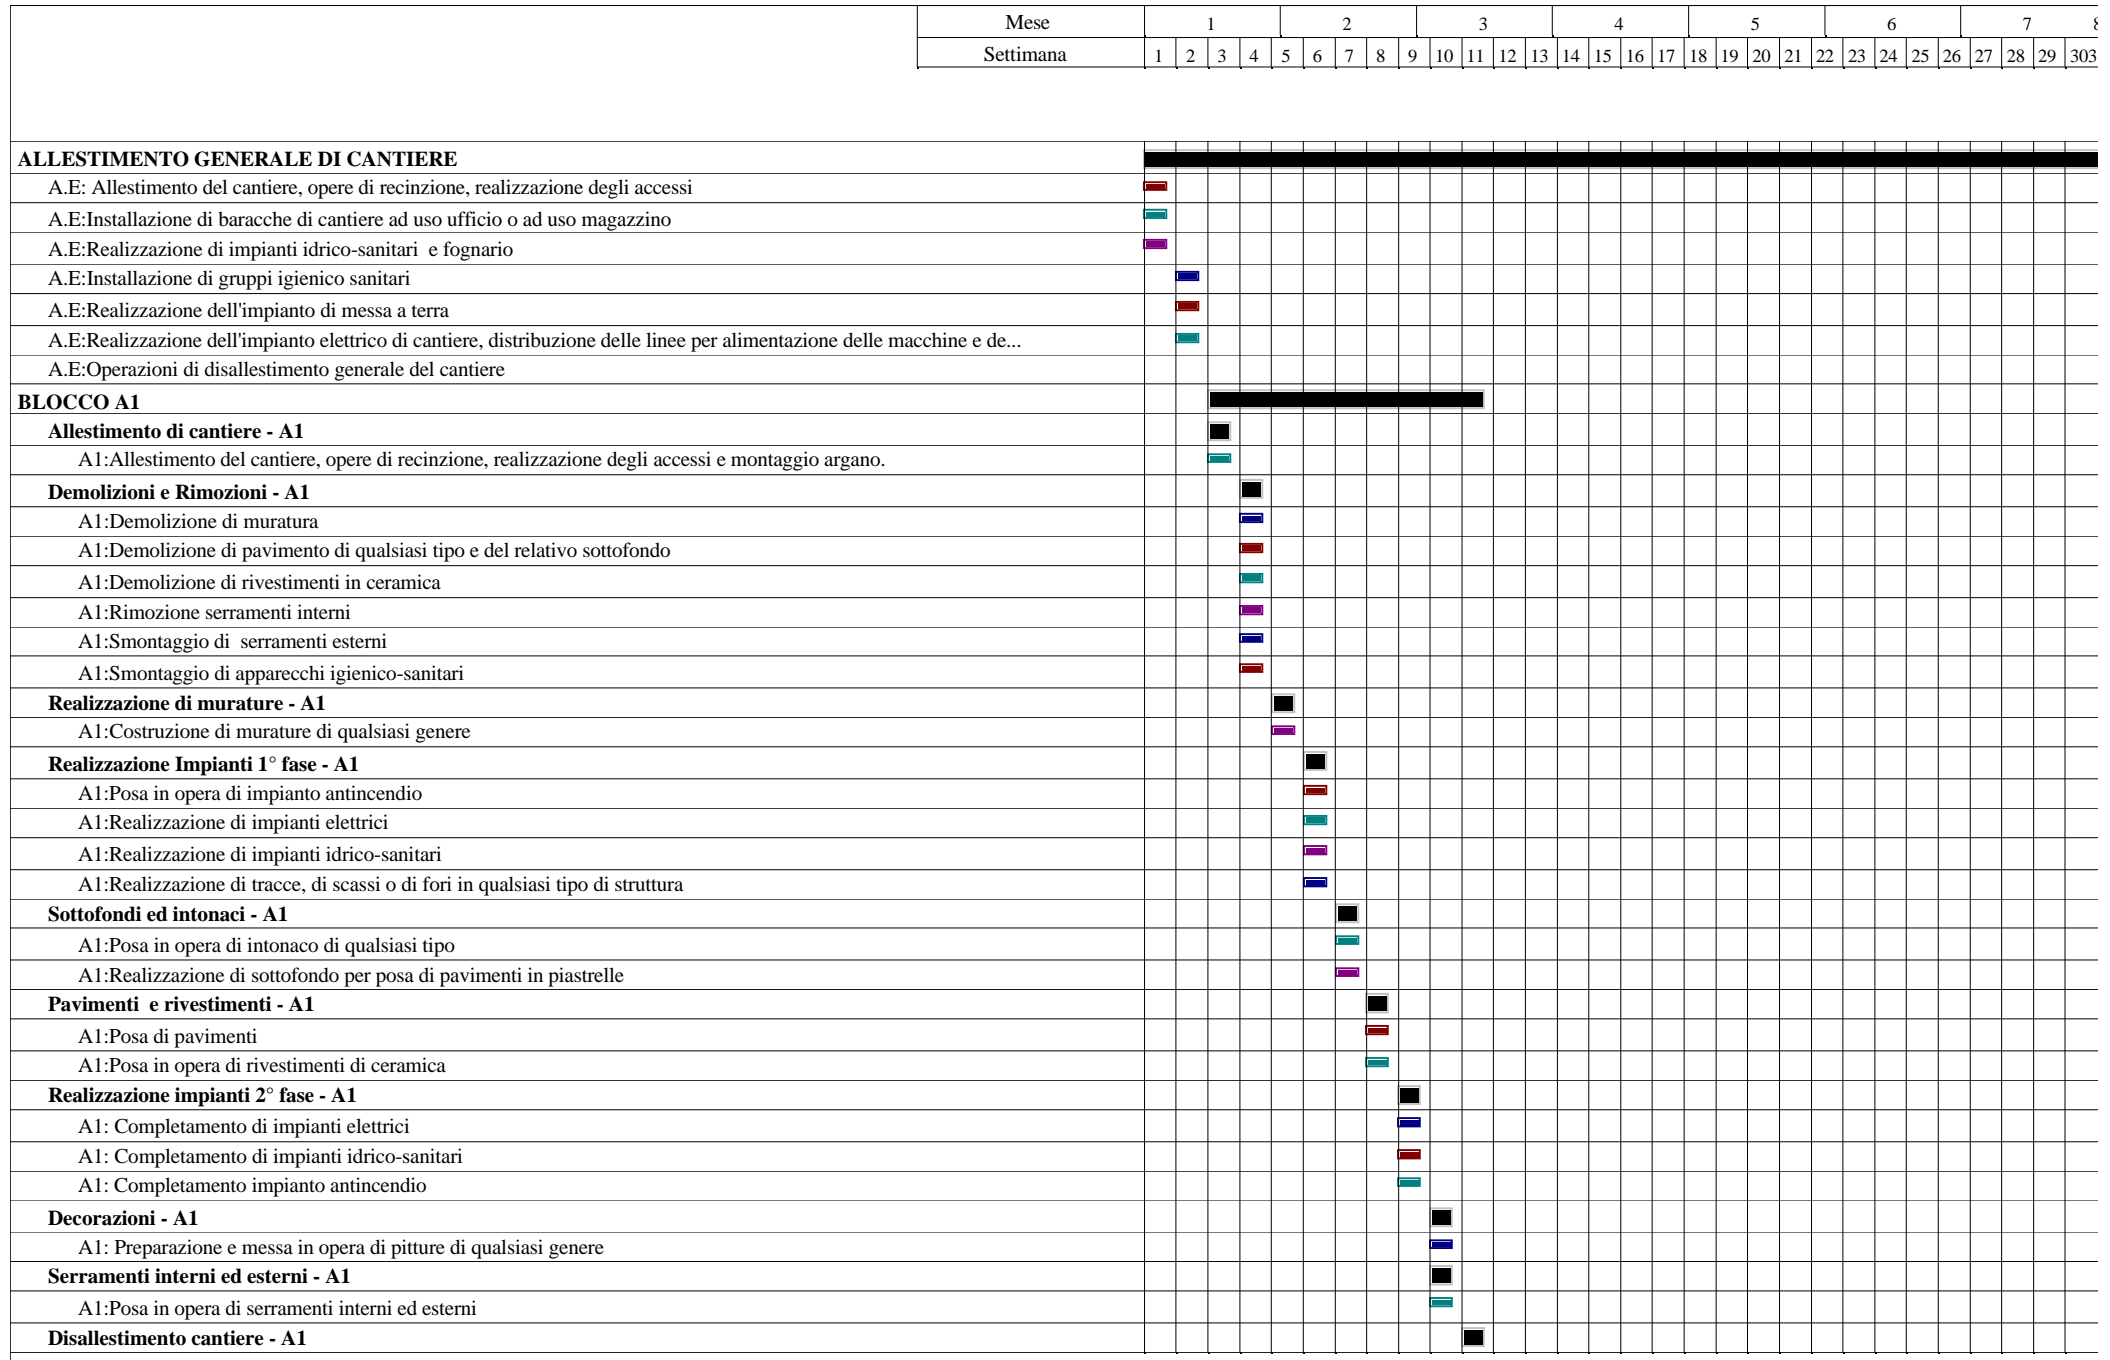 Mese 1 2 3 4 5 6 7 8
Settimana 1 2 3 4 5 6 7 8 9 10 11 12 13 14 15 16 17 18 19 20 21 22 23 24 25 26 27 28 29 303
ALLESTIMENTO GENERALE DI CANTIERE
A.E: Allestimento del cantiere, opere di recinzione, realizzazione degli accessi
A.E:Installazione di baracche di cantiere ad uso ufficio o ad uso magazzino
A.E:Realizzazione di impianti idrico-sanitari e fognario
A.E:Installazione di gruppi igienico sanitari
A.E:Realizzazione dell'impianto di messa a terra
A.E:Realizzazione dell'impianto elettrico di cantiere, distribuzione delle linee per alimentazione delle macchine e de...
A.E:Operazioni di disallestimento generale del cantiere
BLOCCO A1
Allestimento di cantiere - A1
A1:Allestimento del cantiere, opere di recinzione, realizzazione degli accessi e montaggio argano.
Demolizioni e Rimozioni - A1
A1:Demolizione di muratura
A1:Demolizione di pavimento di qualsiasi tipo e del relativo sottofondo
A1:Demolizione di rivestimenti in ceramica
A1:Rimozione serramenti interni
A1:Smontaggio di serramenti esterni
A1:Smontaggio di apparecchi igienico-sanitari
Realizzazione di murature - A1
A1:Costruzione di murature di qualsiasi genere
Realizzazione Impianti 1° fase - A1
A1:Posa in opera di impianto antincendio
A1:Realizzazione di impianti elettrici
A1:Realizzazione di impianti idrico-sanitari
A1:Realizzazione di tracce, di scassi o di fori in qualsiasi tipo di struttura
Sottofondi ed intonaci - A1
A1:Posa in opera di intonaco di qualsiasi tipo
A1:Realizzazione di sottofondo per posa di pavimenti in piastrelle
Pavimenti e rivestimenti - A1
A1:Posa di pavimenti
A1:Posa in opera di rivestimenti di ceramica
Realizzazione impianti 2° fase - A1
A1: Completamento di impianti elettrici
A1: Completamento di impianti idrico-sanitari
A1: Completamento impianto antincendio
Decorazioni - A1
A1: Preparazione e messa in opera di pitture di qualsiasi genere
Serramenti interni ed esterni - A1
A1:Posa in opera di serramenti interni ed esterni
Disallestimento cantiere - A1